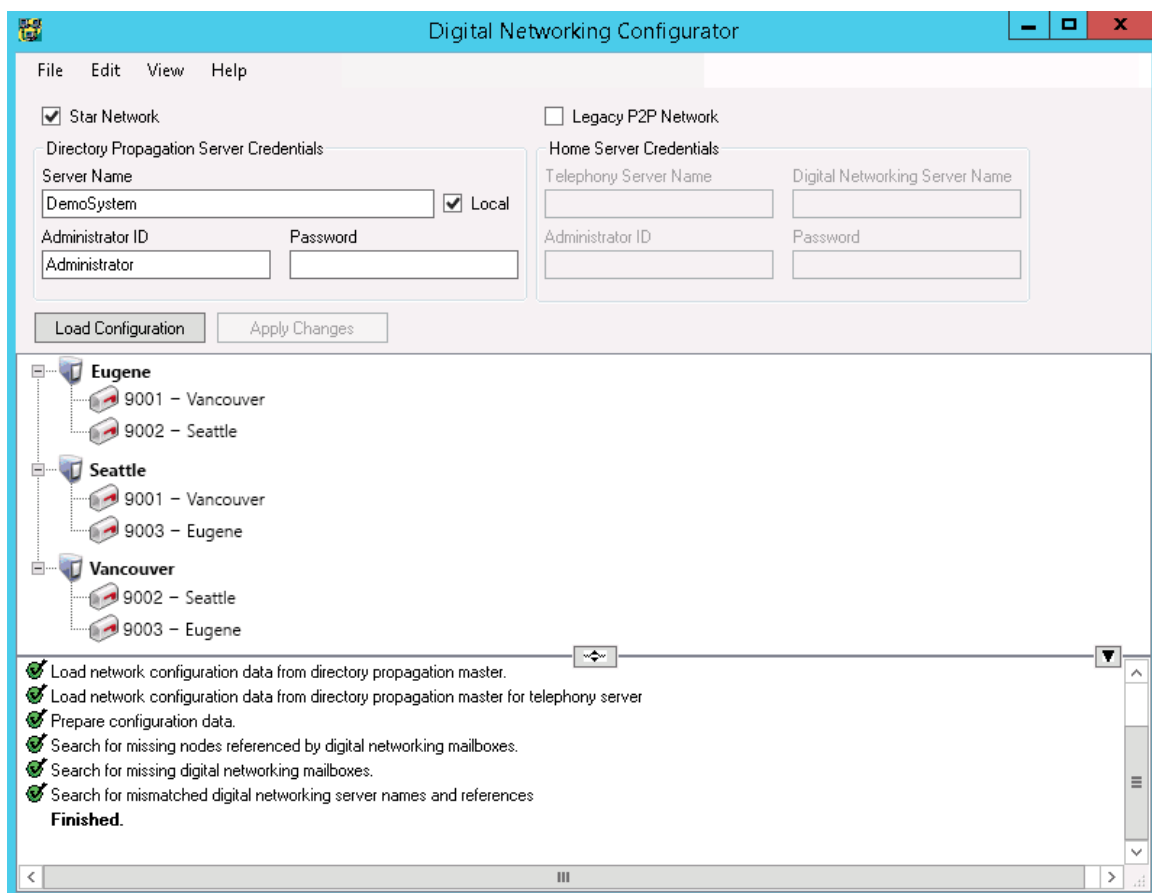 Digital Networking Configurator
File Edit View Help
Star Network
Legacy P2P Network
Directory Propagation Server Credentials
Home Server Credentials
Server Name
Telephony Server Name
Digital Networking Server Name
DemoSystem
Local
Administrator ID
Password
Administrator ID
Password
Administrator
Load Configuration
Apply Changes
Eugene
9001 – Vancouver
9002 – Seattle
Seattle
9001 – Vancouver
9003 – Eugene
Vancouver
9002 – Seattle
9003 – Eugene
Load network configuration data from directory propagation master.
Load network configuration data from directory propagation master for telephony server
Prepare configuration data.
Search for missing nodes referenced by digital networking mailboxes.
Search for missing digital networking mailboxes.
Search for mismatched digital networking server names and references
Finished.